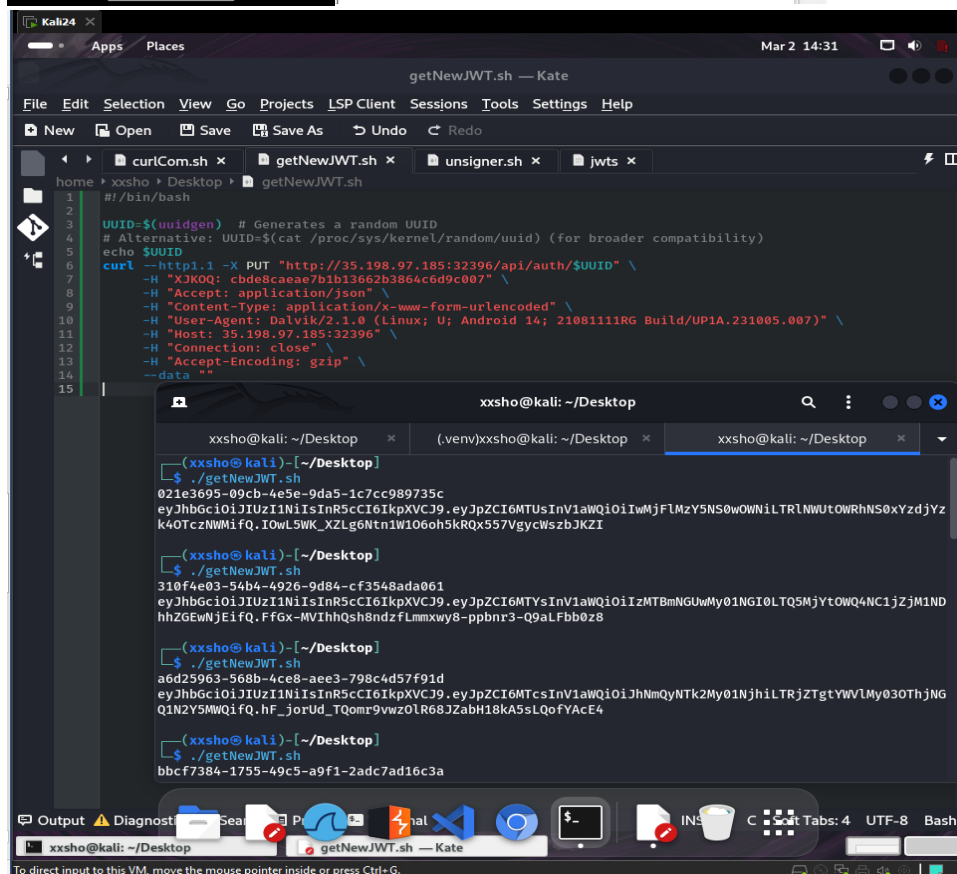 Kali24
Apps Places Mar 2 14:31
getNewJWT.sh — Kate
File Edit Selection View Go Projects LSP Client Sessions Tools Settings Help
New Open Save Save As Undo Redo
curlCom.sh getNewJWT.sh unsigner.sh jwts
home xxsho Desktop getNewJWT.sh
1 #!/bin/bash
2
3 UUID=$(uuidgen) # Generates a random UUID
4 # Alternative: UUID=$(cat /proc/sys/kernel/random/uuid) (for broader compatibility)
5 echo $UUID
6 curl --http1.1 -X PUT "http://35.198.97.185:32396/api/auth/$UUID" \
7 -H "XJKOQ: cbde8caeae7b1b13662b3864c6d9c007" \
8 -H "Accept: application/json" \
9 -H "Content-Type: application/x-www-form-urlencoded" \
10 -H "User-Agent: Dalvik/2.1.0 (Linux; U; Android 14; 21081111RG Build/UP1A.231005.007)" \
11 -H "Host: 35.198.97.185:32396" \
12 -H "Connection: close" \
13 -H "Accept-Encoding: gzip" \
14 --data ""
15
xxsho@kali: ~/Desktop
xxsho@kali: ~/Desktop (.venv)xxsho@kali: ~/Desktop xxsho@kali: ~/Desktop
(xxsho㉿kali)-[~/Desktop]
$ ./getNewJWT.sh
021e3695-09cb-4e5e-9da5-1c7cc989735c
eyJhbGciOiJIUzI1NiIsInR5cCI6IkpXVCJ9.eyJpZCI6MTUsInV1aWQiOiIwMjFlMzY5NS0wOWNiLTRlNWUtOWRhNS0xYzdjYz
k4OTczNWMifQ.IOwL5WK_XZLg6Ntn1W1O6oh5kRQx557VgycWszbJKZI
(xxsho㉿kali)-[~/Desktop]
$ ./getNewJWT.sh
310f4e03-54b4-4926-9d84-cf3548ada061
eyJhbGciOiJIUzI1NiIsInR5cCI6IkpXVCJ9.eyJpZCI6MTYsInV1aWQiOiIzMTBmNGUwMy01NGI0LTQ5MjYtOWQ4NC1jZjM1ND
hhZGEwNjEifQ.FfGx-MVIhhQsh8ndzfLmmxwy8-ppbnr3-Q9aLFbb0z8
(xxsho㉿kali)-[~/Desktop]
$ ./getNewJWT.sh
a6d25963-568b-4ce8-aee3-798c4d57f91d
eyJhbGciOiJIUzI1NiIsInR5cCI6IkpXVCJ9.eyJpZCI6MTcsInV1aWQiOiJhNmQyNTk2My01NjhiLTRjZTgtYWVlMy03OThjNG
Q1N2Y5MWQifQ.hF_jorUd_TQomr9vwzOlR68JZabH18kA5sLQofYAcE4
(xxsho㉿kali)-[~/Desktop]
$ ./getNewJWT.sh
bbcf7384-1755-49c5-a9f1-2adc7ad16c3a
Output Soft Tabs: 4 UTF-8 Bash
xxsho@kali: ~/Desktop getNewJWT.sh — Kate
To direct input to this VM, move the mouse pointer inside or press Ctrl+G.